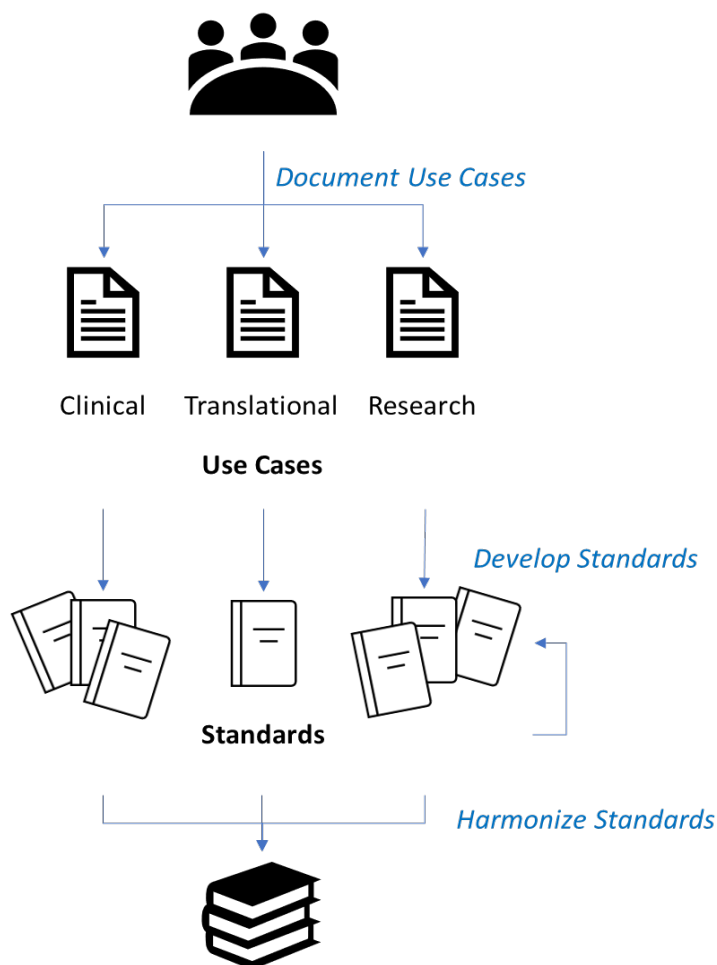 Document Use Cases
Clinical
Translational
Research
Use Cases
Develop Standards
Standards
Harmonize Standards